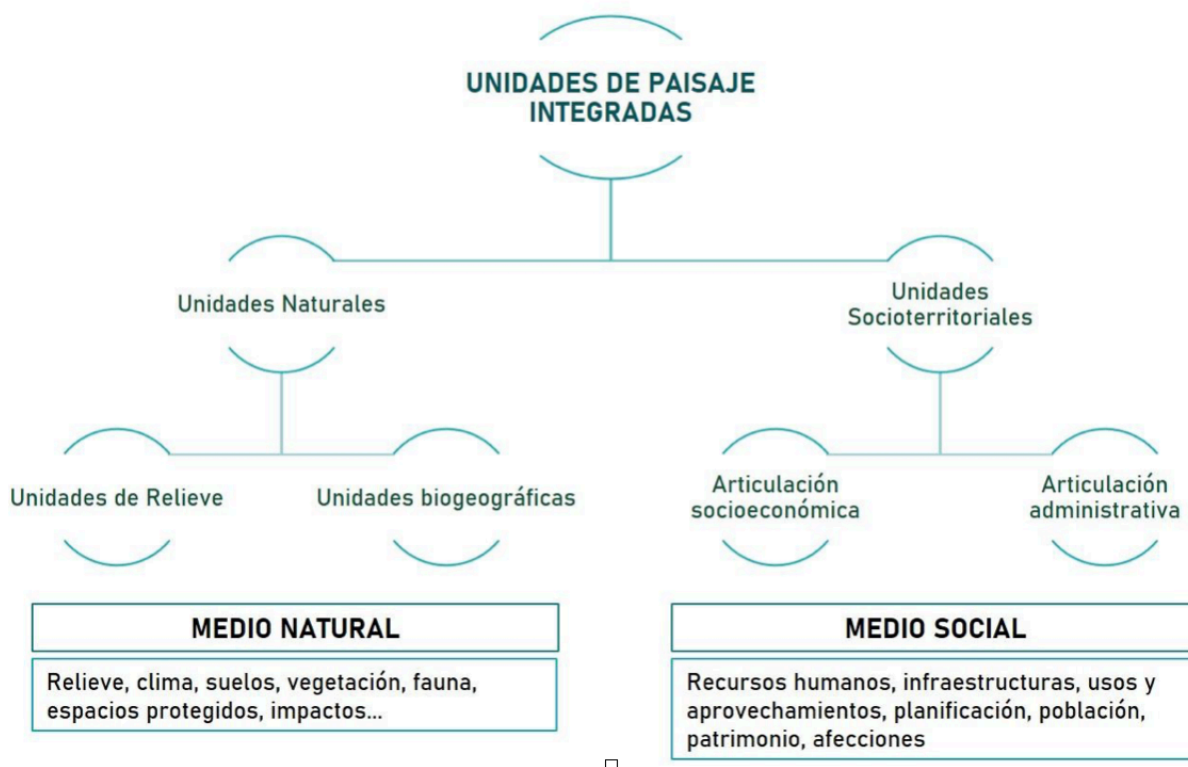 UNIDADES DE PAISAJE
INTEGRADAS
Unidades Naturales
Unidades
Socioterritoriales
Unidades de Relieve
Unidades biogeográficas
Articulación
socioeconómica
Articulación
administrativa
MEDIO NATURAL
Relieve, clima, suelos, vegetación, fauna,
espacios protegidos, impactos...
MEDIO SOCIAL
Recursos humanos, infraestructuras, usos y
aprovechamientos, planificación, población,
patrimonio, afecciones